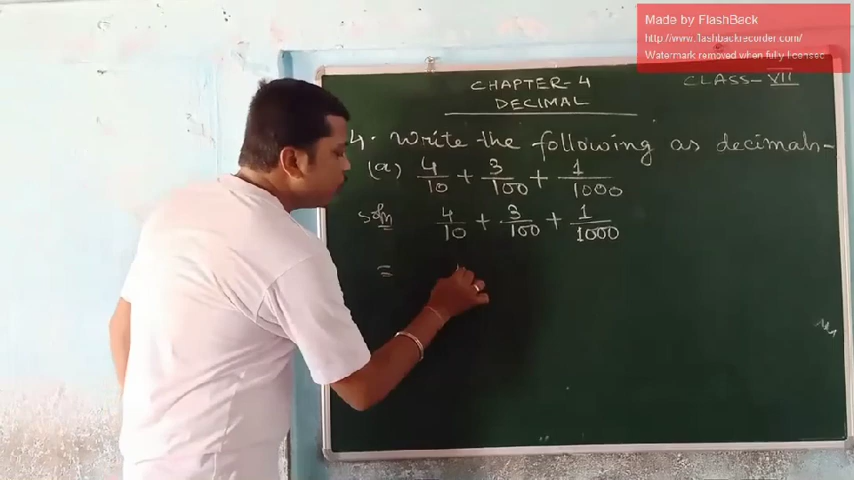 Made by FlashBack
http://www.flashbackrecorder.com/
Watermark removed when fully licensed
CHAPTER-4
CLASS-VII
DECIMAL
4. Write the following as decimals-
(a) 4/10 + 3/100 + 1/1000
Soln 4/10 + 3/100 + 1/1000
=